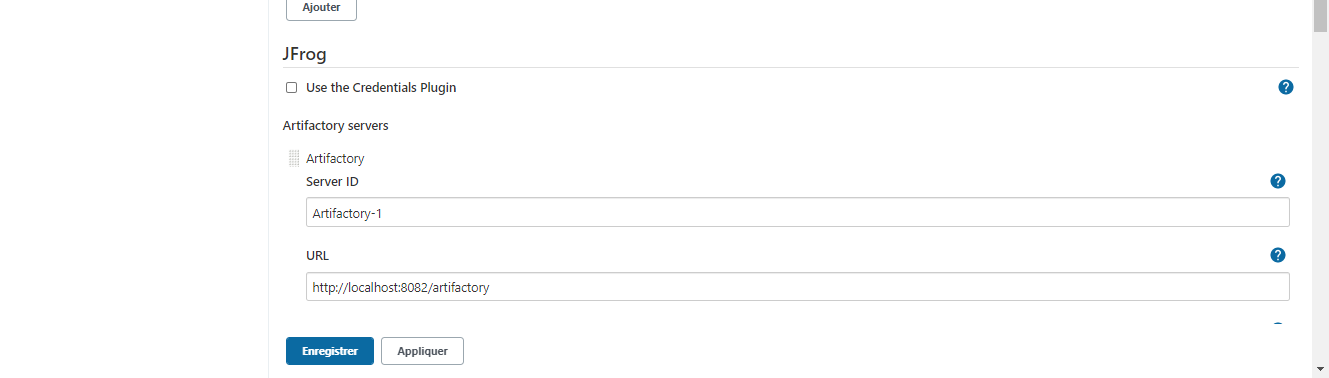 Ajouter
JFrog
Use the Credentials Plugin
?
Artifactory servers
Artifactory
Server ID
?
Artifactory-1
URL
?
http://localhost:8082/artifactory
Enregistrer
Appliquer